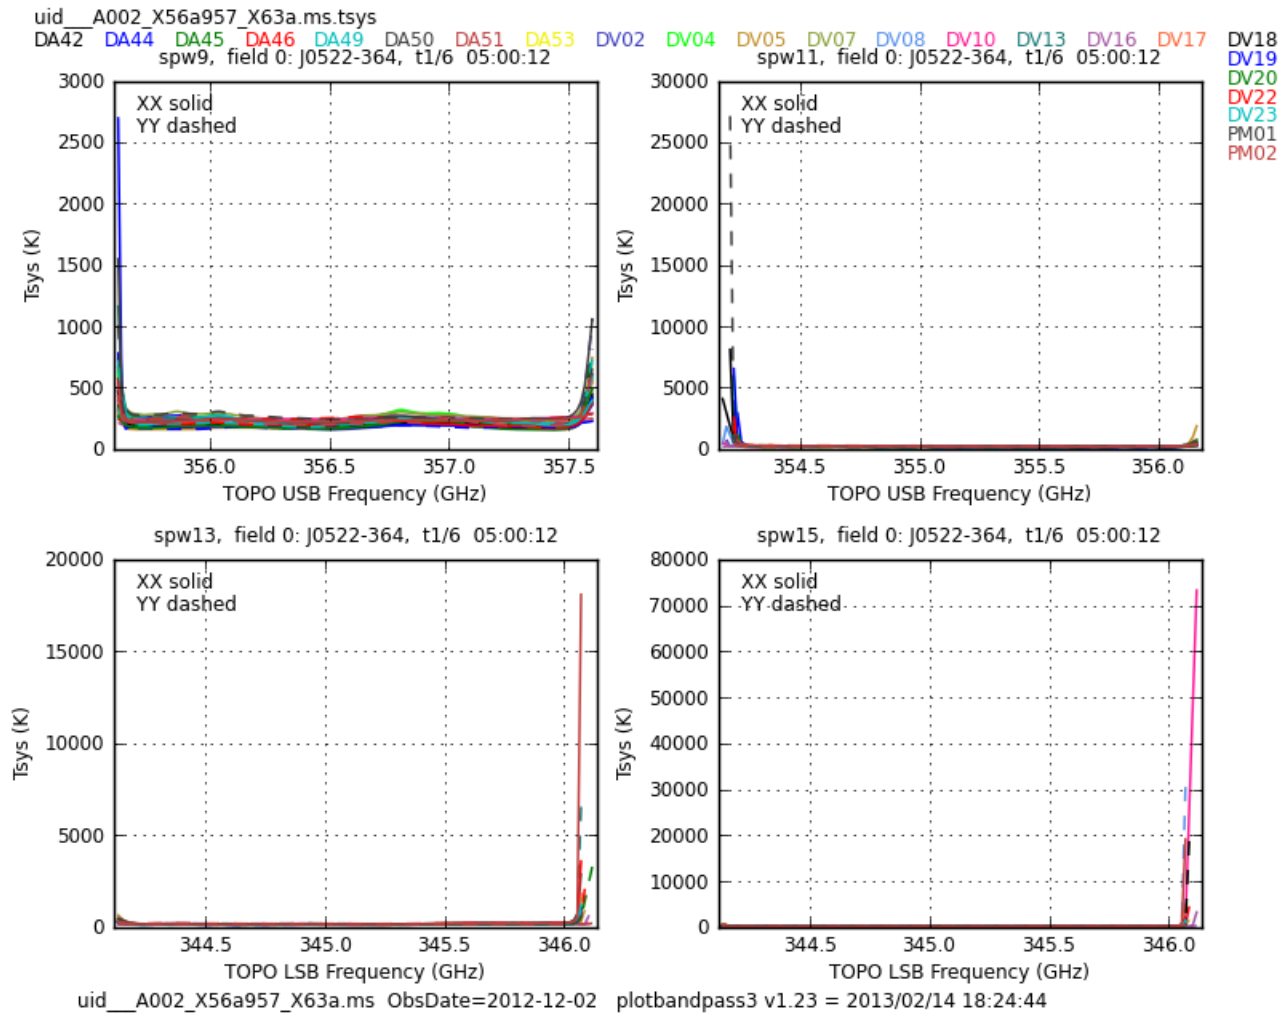 uid___A002_X56a957_X63a.ms.tsys
DA42 DA44 DA45 DA46 DA49 DA50 DA51 DA53 DV02 DV04 DV05 DV07 DV08 DV10 DV13 DV16 DV17 DV18
DV19
DV20
DV22
DV23
PM01
PM02
spw9, field 0: J0522-364, t1/6 05:00:12
XX solid
YY dashed
3000
2500
2000
1500
1000
500
0
Tsys (K)
356.0 356.5 357.0 357.5
TOPO USB Frequency (GHz)
spw11, field 0: J0522-364, t1/6 05:00:12
XX solid
YY dashed
30000
25000
20000
15000
10000
5000
0
Tsys (K)
354.5 355.0 355.5 356.0
TOPO USB Frequency (GHz)
spw13, field 0: J0522-364, t1/6 05:00:12
XX solid
YY dashed
20000
15000
10000
5000
0
Tsys (K)
344.5 345.0 345.5 346.0
TOPO LSB Frequency (GHz)
spw15, field 0: J0522-364, t1/6 05:00:12
XX solid
YY dashed
80000
70000
60000
50000
40000
30000
20000
10000
0
Tsys (K)
344.5 345.0 345.5 346.0
TOPO LSB Frequency (GHz)
uid___A002_X56a957_X63a.ms ObsDate=2012-12-02 plotbandpass3 v1.23 = 2013/02/14 18:24:44